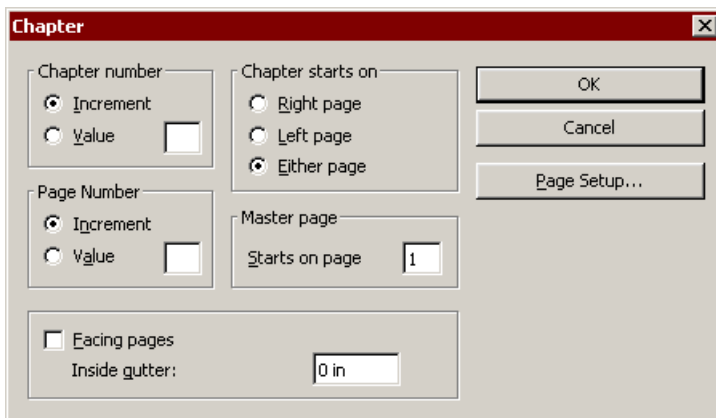 Chapter
Chapter number
Increment
Value
Chapter starts on
Right page
Left page
Either page
OK
Cancel
Page Setup...
Page Number
Increment
Value
Master page
Starts on page 1
Facing pages
Inside gutter: 0 in